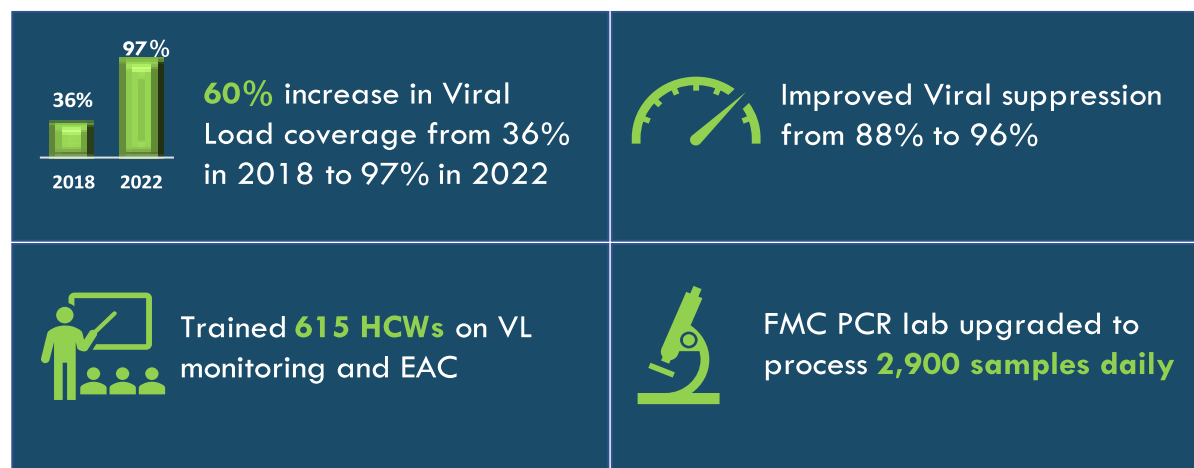 97%
36%
2018 2022
60% increase in Viral
Load coverage from 36%
in 2018 to 97% in 2022
Improved Viral suppression
from 88% to 96%
Trained 615 HCWs on VL
monitoring and EAC
FMC PCR lab upgraded to
process 2,900 samples daily